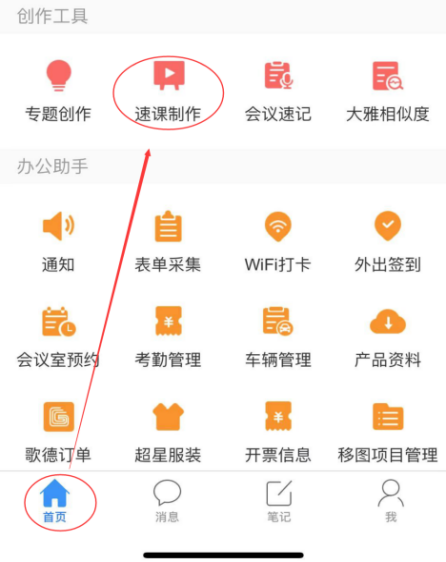 创作工具
专题创作 速课制作 会议速记 大雅相似度
办公助手
通知 表单采集 WiFi打卡 外出签到
会议室预约 考勤管理 车辆管理 产品资料
歌德订单 超星服装 开票信息 移图项目管理
首页 消息 笔记 我